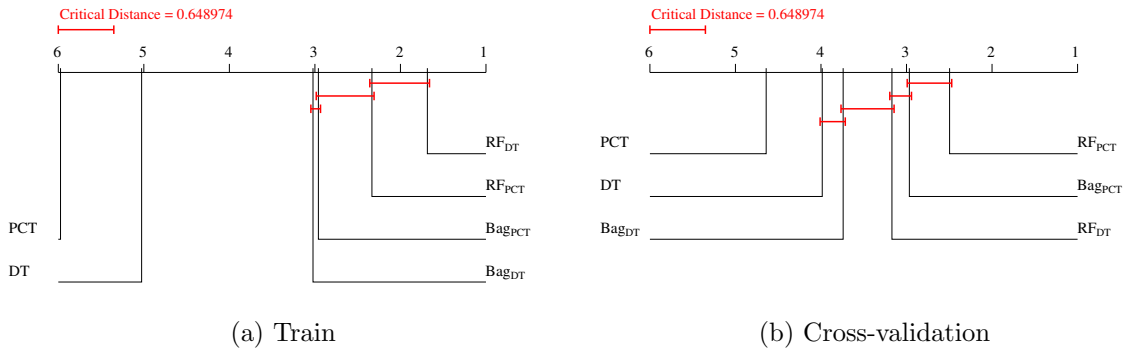 Critical Distance = 0.648974
6 5 4 3 2 1
RF_DT
RF_PCT
PCT Bag_PCT
DT Bag_DT
(a) Train
Critical Distance = 0.648974
6 5 4 3 2 1
PCT RF_PCT
DT Bag_PCT
Bag_DT RF_DT
(b) Cross-validation